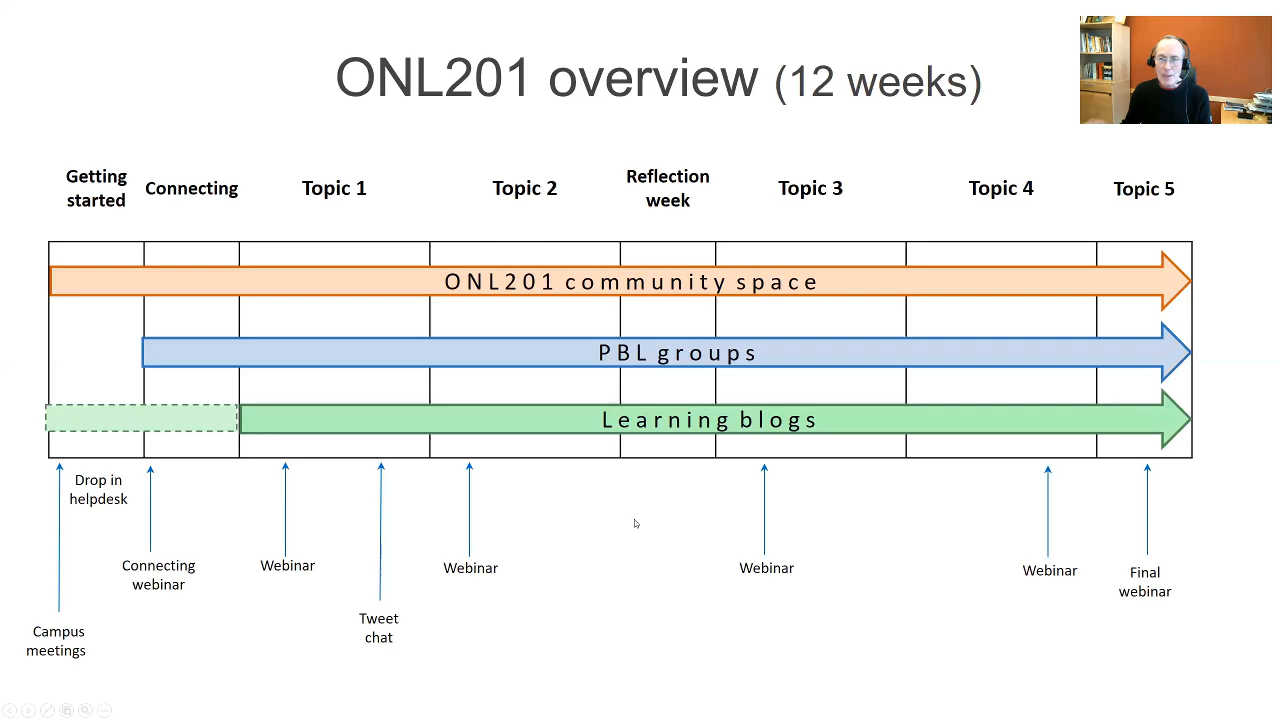 ONL201 overview (12 weeks)
Getting
started
Connecting
Topic 1
Topic 2
Reflection
week
Topic 3
Topic 4
Topic 5
ONL201 community space
PBL groups
Learning blogs
Drop in
helpdesk
Campus
meetings
Connecting
webinar
Webinar
Tweet
chat
Webinar
Webinar
Webinar
Final
webinar